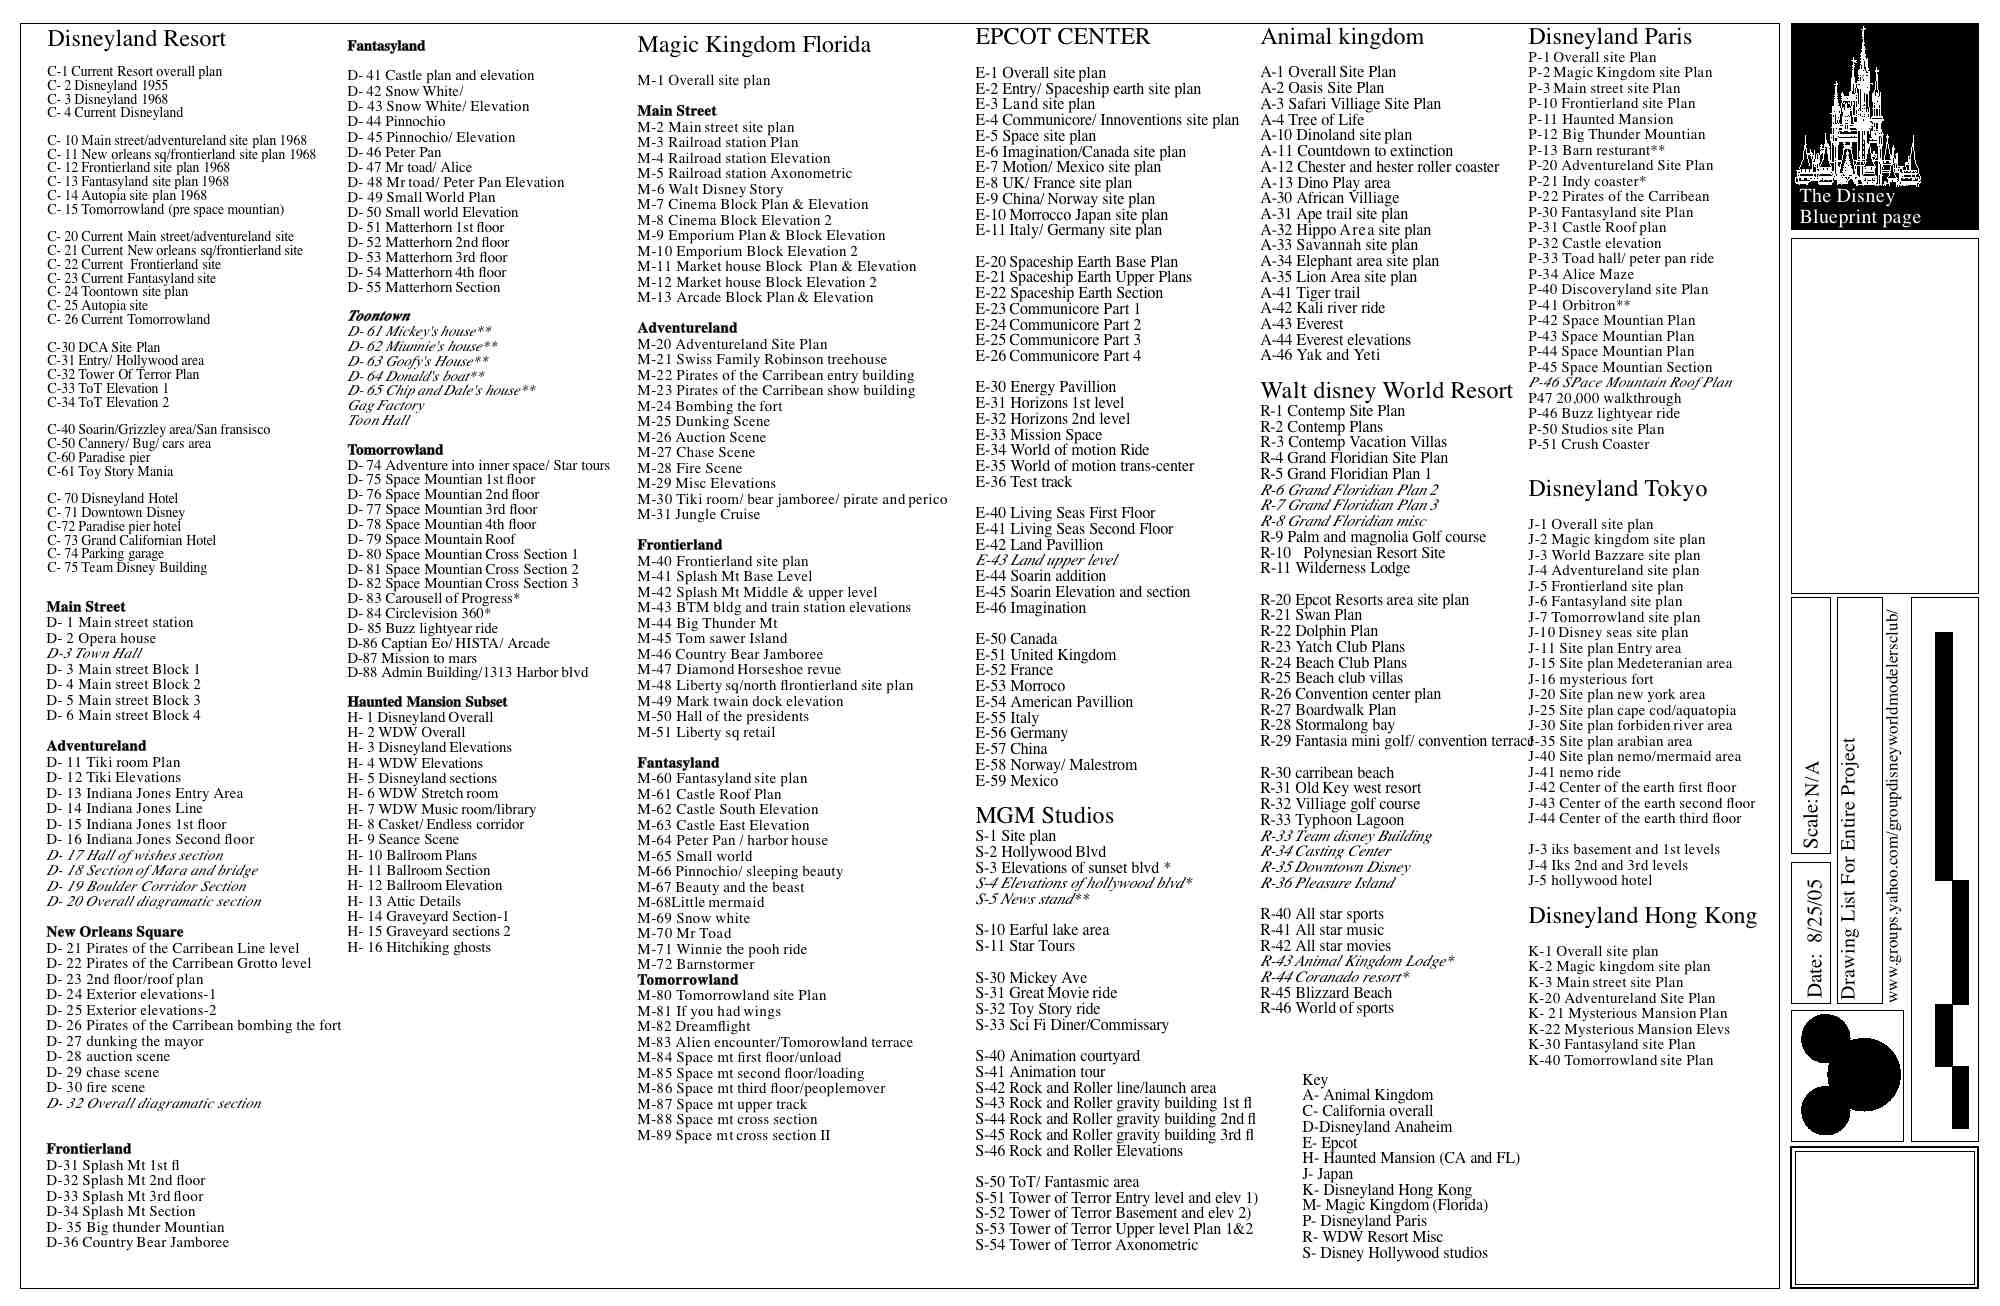 Disneyland Resort
C-1 Current Resort overall plan
C- 2 Disneyland 1955
C- 3 Disneyland 1968
C- 4 Current Disneyland
C- 10 Main street/adventureland site plan 1968
C- 11 New orleans sq/frontierland site plan 1968
C- 12 Frontierland site plan 1968
C- 13 Fantasyland site plan 1968
C- 14 Autopia site plan 1968
C- 15 Tomorrowland (pre space mountian)
C- 20 Current Main street/adventureland site
C- 21 Current New orleans sq/frontierland site
C- 22 Current Frontierland site
C- 23 Current Fantasyland site
C- 24 Toontown site plan
C- 25 Autopia site
C- 26 Current Tomorrowland
C-30 DCA Site Plan
C-31 Entry/ Hollywood area
C-32 Tower Of Terror Plan
C-33 ToT Elevation 1
C-34 ToT Elevation 2
C-40 Soarin/Grizzley area/San fransisco
C-50 Cannery/ Bug/ cars area
C-60 Paradise pier
C-61 Toy Story Mania
C- 70 Disneyland Hotel
C- 71 Downtown Disney
C-72 Paradise pier hotel
C- 73 Grand Californian Hotel
C- 74 Parking garage
C- 75 Team Disney Building
Main Street
D- 1 Main street station
D- 2 Opera house
D-3 Town Hall
D- 3 Main street Block 1
D- 4 Main street Block 2
D- 5 Main street Block 3
D- 6 Main street Block 4
Adventureland
D- 11 Tiki room Plan
D- 12 Tiki Elevations
D- 13 Indiana Jones Entry Area
D- 14 Indiana Jones Line
D- 15 Indiana Jones 1st floor
D- 16 Indiana Jones Second floor
D- 17 Hall of wishes section
D- 18 Section of Mara and bridge
D- 19 Boulder Corridor Section
D- 20 Overall diagramatic section
New Orleans Square
D- 21 Pirates of the Carribean Line level
D- 22 Pirates of the Carribean Grotto level
D- 23 2nd floor/roof plan
D- 24 Exterior elevations-1
D- 25 Exterior elevations-2
D- 26 Pirates of the Carribean bombing the fort
D- 27 dunking the mayor
D- 28 auction scene
D- 29 chase scene
D- 30 fire scene
D- 32 Overall diagramatic section
Frontierland
D-31 Splash Mt 1st fl
D-32 Splash Mt 2nd floor
D-33 Splash Mt 3rd floor
D-34 Splash Mt Section
D- 35 Big thunder Mountian
D-36 Country Bear Jamboree
Fantasyland
D- 41 Castle plan and elevation
D- 42 Snow White/
D- 43 Snow White/ Elevation
D- 44 Pinnochio
D- 45 Pinnochio/ Elevation
D- 46 Peter Pan
D- 47 Mr toad/ Alice
D- 48 Mr toad/ Peter Pan Elevation
D- 49 Small World Plan
D- 50 Small world Elevation
D- 51 Matterhorn 1st floor
D- 52 Matterhorn 2nd floor
D- 53 Matterhorn 3rd floor
D- 54 Matterhorn 4th floor
D- 55 Matterhorn Section
Toontown
D- 61 Mickey's house**
D- 62 Miunnie's house**
D- 63 Goofy's House**
D- 64 Donald's boat**
D- 65 Chip and Dale's house**
Gag Factory
Toon Hall
Tomorrowland
D- 74 Adventure into inner space/ Star tours
D- 75 Space Mountian 1st floor
D- 76 Space Mountian 2nd floor
D- 77 Space Mountian 3rd floor
D- 78 Space Mountian 4th floor
D- 79 Space Mountain Roof
D- 80 Space Mountian Cross Section 1
D- 81 Space Mountian Cross Section 2
D- 82 Space Mountian Cross Section 3
D- 83 Carousell of Progress*
D- 84 Circlevision 360*
D- 85 Buzz lightyear ride
D-86 Captian Eo/ HISTA/ Arcade
D-87 Mission to mars
D-88 Admin Building/1313 Harbor blvd
Haunted Mansion Subset
H- 1 Disneyland Overall
H- 2 WDW Overall
H- 3 Disneyland Elevations
H- 4 WDW Elevations
H- 5 Disneyland sections
H- 6 WDW Stretch room
H- 7 WDW Music room/library
H- 8 Casket/ Endless corridor
H- 9 Seance Scene
H- 10 Ballroom Plans
H- 11 Ballroom Section
H- 12 Ballroom Elevation
H- 13 Attic Details
H- 14 Graveyard Section-1
H- 15 Graveyard sections 2
H- 16 Hitchiking ghosts
Magic Kingdom Florida
M-1 Overall site plan
Main Street
M-2 Main street site plan
M-3 Railroad station Plan
M-4 Railroad station Elevation
M-5 Railroad station Axonometric
M-6 Walt Disney Story
M-7 Cinema Block Plan & Elevation
M-8 Cinema Block Elevation 2
M-9 Emporium Plan & Block Elevation
M-10 Emporium Block Elevation 2
M-11 Market house Block Plan & Elevation
M-12 Market house Block Elevation 2
M-13 Arcade Block Plan & Elevation
Adventureland
M-20 Adventureland Site Plan
M-21 Swiss Family Robinson treehouse
M-22 Pirates of the Carribean entry building
M-23 Pirates of the Carribean show building
M-24 Bombing the fort
M-25 Dunking Scene
M-26 Auction Scene
M-27 Chase Scene
M-28 Fire Scene
M-29 Misc Elevations
M-30 Tiki room/ bear jamboree/ pirate and perico
M-31 Jungle Cruise
Frontierland
M-40 Frontierland site plan
M-41 Splash Mt Base Level
M-42 Splash Mt Middle & upper level
M-43 BTM bldg and train station elevations
M-44 Big Thunder Mt
M-45 Tom sawer Island
M-46 Country Bear Jamboree
M-47 Diamond Horseshoe revue
M-48 Liberty sq/north flrontierland site plan
M-49 Mark twain dock elevation
M-50 Hall of the presidents
M-51 Liberty sq retail
Fantasyland
M-60 Fantasyland site plan
M-61 Castle Roof Plan
M-62 Castle South Elevation
M-63 Castle East Elevation
M-64 Peter Pan / harbor house
M-65 Small world
M-66 Pinnochio/ sleeping beauty
M-67 Beauty and the beast
M-68Little mermaid
M-69 Snow white
M-70 Mr Toad
M-71 Winnie the pooh ride
M-72 Barnstormer
Tomorrowland
M-80 Tomorrowland site Plan
M-81 If you had wings
M-82 Dreamflight
M-83 Alien encounter/Tomorowland terrace
M-84 Space mt first floor/unload
M-85 Space mt second floor/loading
M-86 Space mt third floor/peoplemover
M-87 Space mt upper track
M-88 Space mt cross section
M-89 Space mt cross section II
EPCOT CENTER
E-1 Overall site plan
E-2 Entry/ Spaceship earth site plan
E-3 Land site plan
E-4 Communicore/ Innoventions site plan
E-5 Space site plan
E-6 Imagination/Canada site plan
E-7 Motion/ Mexico site plan
E-8 UK/ France site plan
E-9 China/ Norway site plan
E-10 Morrocco Japan site plan
E-11 Italy/ Germany site plan
E-20 Spaceship Earth Base Plan
E-21 Spaceship Earth Upper Plans
E-22 Spaceship Earth Section
E-23 Communicore Part 1
E-24 Communicore Part 2
E-25 Communicore Part 3
E-26 Communicore Part 4
E-30 Energy Pavillion
E-31 Horizons 1st level
E-32 Horizons 2nd level
E-33 Mission Space
E-34 World of motion Ride
E-35 World of motion trans-center
E-36 Test track
E-40 Living Seas First Floor
E-41 Living Seas Second Floor
E-42 Land Pavillion
E-43 Land upper level
E-44 Soarin addition
E-45 Soarin Elevation and section
E-46 Imagination
E-50 Canada
E-51 United Kingdom
E-52 France
E-53 Morroco
E-54 American Pavillion
E-55 Italy
E-56 Germany
E-57 China
E-58 Norway/ Malestrom
E-59 Mexico
MGM Studios
S-1 Site plan
S-2 Hollywood Blvd
S-3 Elevations of sunset blvd *
S-4 Elevations of hollywood blvd*
S-5 News stand**
S-10 Earful lake area
S-11 Star Tours
S-30 Mickey Ave
S-31 Great Movie ride
S-32 Toy Story ride
S-33 Sci Fi Diner/Commissary
S-40 Animation courtyard
S-41 Animation tour
S-42 Rock and Roller line/launch area
S-43 Rock and Roller gravity building 1st fl
S-44 Rock and Roller gravity building 2nd fl
S-45 Rock and Roller gravity building 3rd fl
S-46 Rock and Roller Elevations
S-50 ToT/ Fantasmic area
S-51 Tower of Terror Entry level and elev 1)
S-52 Tower of Terror Basement and elev 2)
S-53 Tower of Terror Upper level Plan 1&2
S-54 Tower of Terror Axonometric
Animal kingdom
A-1 Overall Site Plan
A-2 Oasis Site Plan
A-3 Safari Villiage Site Plan
A-4 Tree of Life
A-10 Dinoland site plan
A-11 Countdown to extinction
A-12 Chester and hester roller coaster
A-13 Dino Play area
A-30 African Villiage
A-31 Ape trail site plan
A-32 Hippo Area site plan
A-33 Savannah site plan
A-34 Elephant area site plan
A-35 Lion Area site plan
A-41 Tiger trail
A-42 Kali river ride
A-43 Everest
A-44 Everest elevations
A-46 Yak and Yeti
Walt disney World Resort
R-1 Contemp Site Plan
R-2 Contemp Plans
R-3 Contemp Vacation Villas
R-4 Grand Floridian Site Plan
R-5 Grand Floridian Plan 1
R-6 Grand Floridian Plan 2
R-7 Grand Floridian Plan 3
R-8 Grand Floridian misc
R-9 Palm and magnolia Golf course
R-10 Polynesian Resort Site
R-11 Wilderness Lodge
R-20 Epcot Resorts area site plan
R-21 Swan Plan
R-22 Dolphin Plan
R-23 Yatch Club Plans
R-24 Beach Club Plans
R-25 Beach club villas
R-26 Convention center plan
R-27 Boardwalk Plan
R-28 Stormalong bay
R-29 Fantasia mini golf/ convention terrace
R-30 carribean beach
R-31 Old Key west resort
R-32 Villiage golf course
R-33 Typhoon Lagoon
R-33 Team disney Building
R-34 Casting Center
R-35 Downtown Disney
R-36 Pleasure Island
R-40 All star sports
R-41 All star music
R-42 All star movies
R-43 Animal Kingdom Lodge*
R-44 Coranado resort*
R-45 Blizzard Beach
R-46 World of sports
Key
A- Animal Kingdom
C- California overall
D-Disneyland Anaheim
E- Epcot
H- Haunted Mansion (CA and FL)
J- Japan
K- Disneyland Hong Kong
M- Magic Kingdom (Florida)
P- Disneyland Paris
R- WDW Resort Misc
S- Disney Hollywood studios
Disneyland Paris
P-1 Overall site plan
P-2 Magic Kingdom site Plan
P-3 Main street site Plan
P-10 Frontierland site Plan
P-11 Haunted Mansion
P-12 Big Thunder Mountian
P-13 Barn resturant**
P-20 Adventureland Site Plan
P-21 Indy coaster*
P-22 Pirates of the Carribean
P-30 Fantasyland site Plan
P-31 Castle Roof plan
P-32 Castle elevation
P-33 Toad hall/ peter pan ride
P-34 Alice Maze
P-40 Discoveryland site Plan
P-41 Orbitron**
P-42 Space Mountian Plan
P-43 Space Mountian Plan
P-44 Space Mountian Plan
P-45 Space Mountian Section
P-46 SPace Mountain Roof Plan
P47 20,000 walkthrough
P-46 Buzz lightyear ride
P-50 Studios site Plan
P-51 Crush Coaster
Disneyland Tokyo
J-1 Overall site plan
J-2 Magic kingdom site plan
J-3 World Bazzare site plan
J-4 Adventureland site plan
J-5 Frontierland site plan
J-6 Fantasyland site plan
J-7 Tomorrowland site plan
J-10 Disney seas site plan
J-11 Site plan Entry area
J-15 Site plan Medeteranian area
J-16 mysterious fort
J-20 Site plan new york area
J-25 Site plan cape cod/aquatopia
J-30 Site plan forbiden river area
J-35 Site plan arabian area
J-40 Site plan nemo/mermaid area
J-41 nemo ride
J-42 Center of the earth first floor
J-43 Center of the earth second floor
J-44 Center of the earth third floor
J-3 iks basement and 1st levels
J-4 Iks 2nd and 3rd levels
J-5 hollywood hotel
Disneyland Hong Kong
K-1 Overall site plan
K-2 Magic kingdom site plan
K-3 Main street site Plan
K-20 Adventureland Site Plan
K- 21 Mysterious Mansion Plan
K-22 Mysterious Mansion Elevs
K-30 Fantasyland site Plan
K-40 Tomorrowland site Plan
The Disney
Blueprint page
Scale:N/A
Date: 8/25/05
Drawing List For Entire Project
www.groups.yahoo.com/groupdisneyworldmodelersclub/